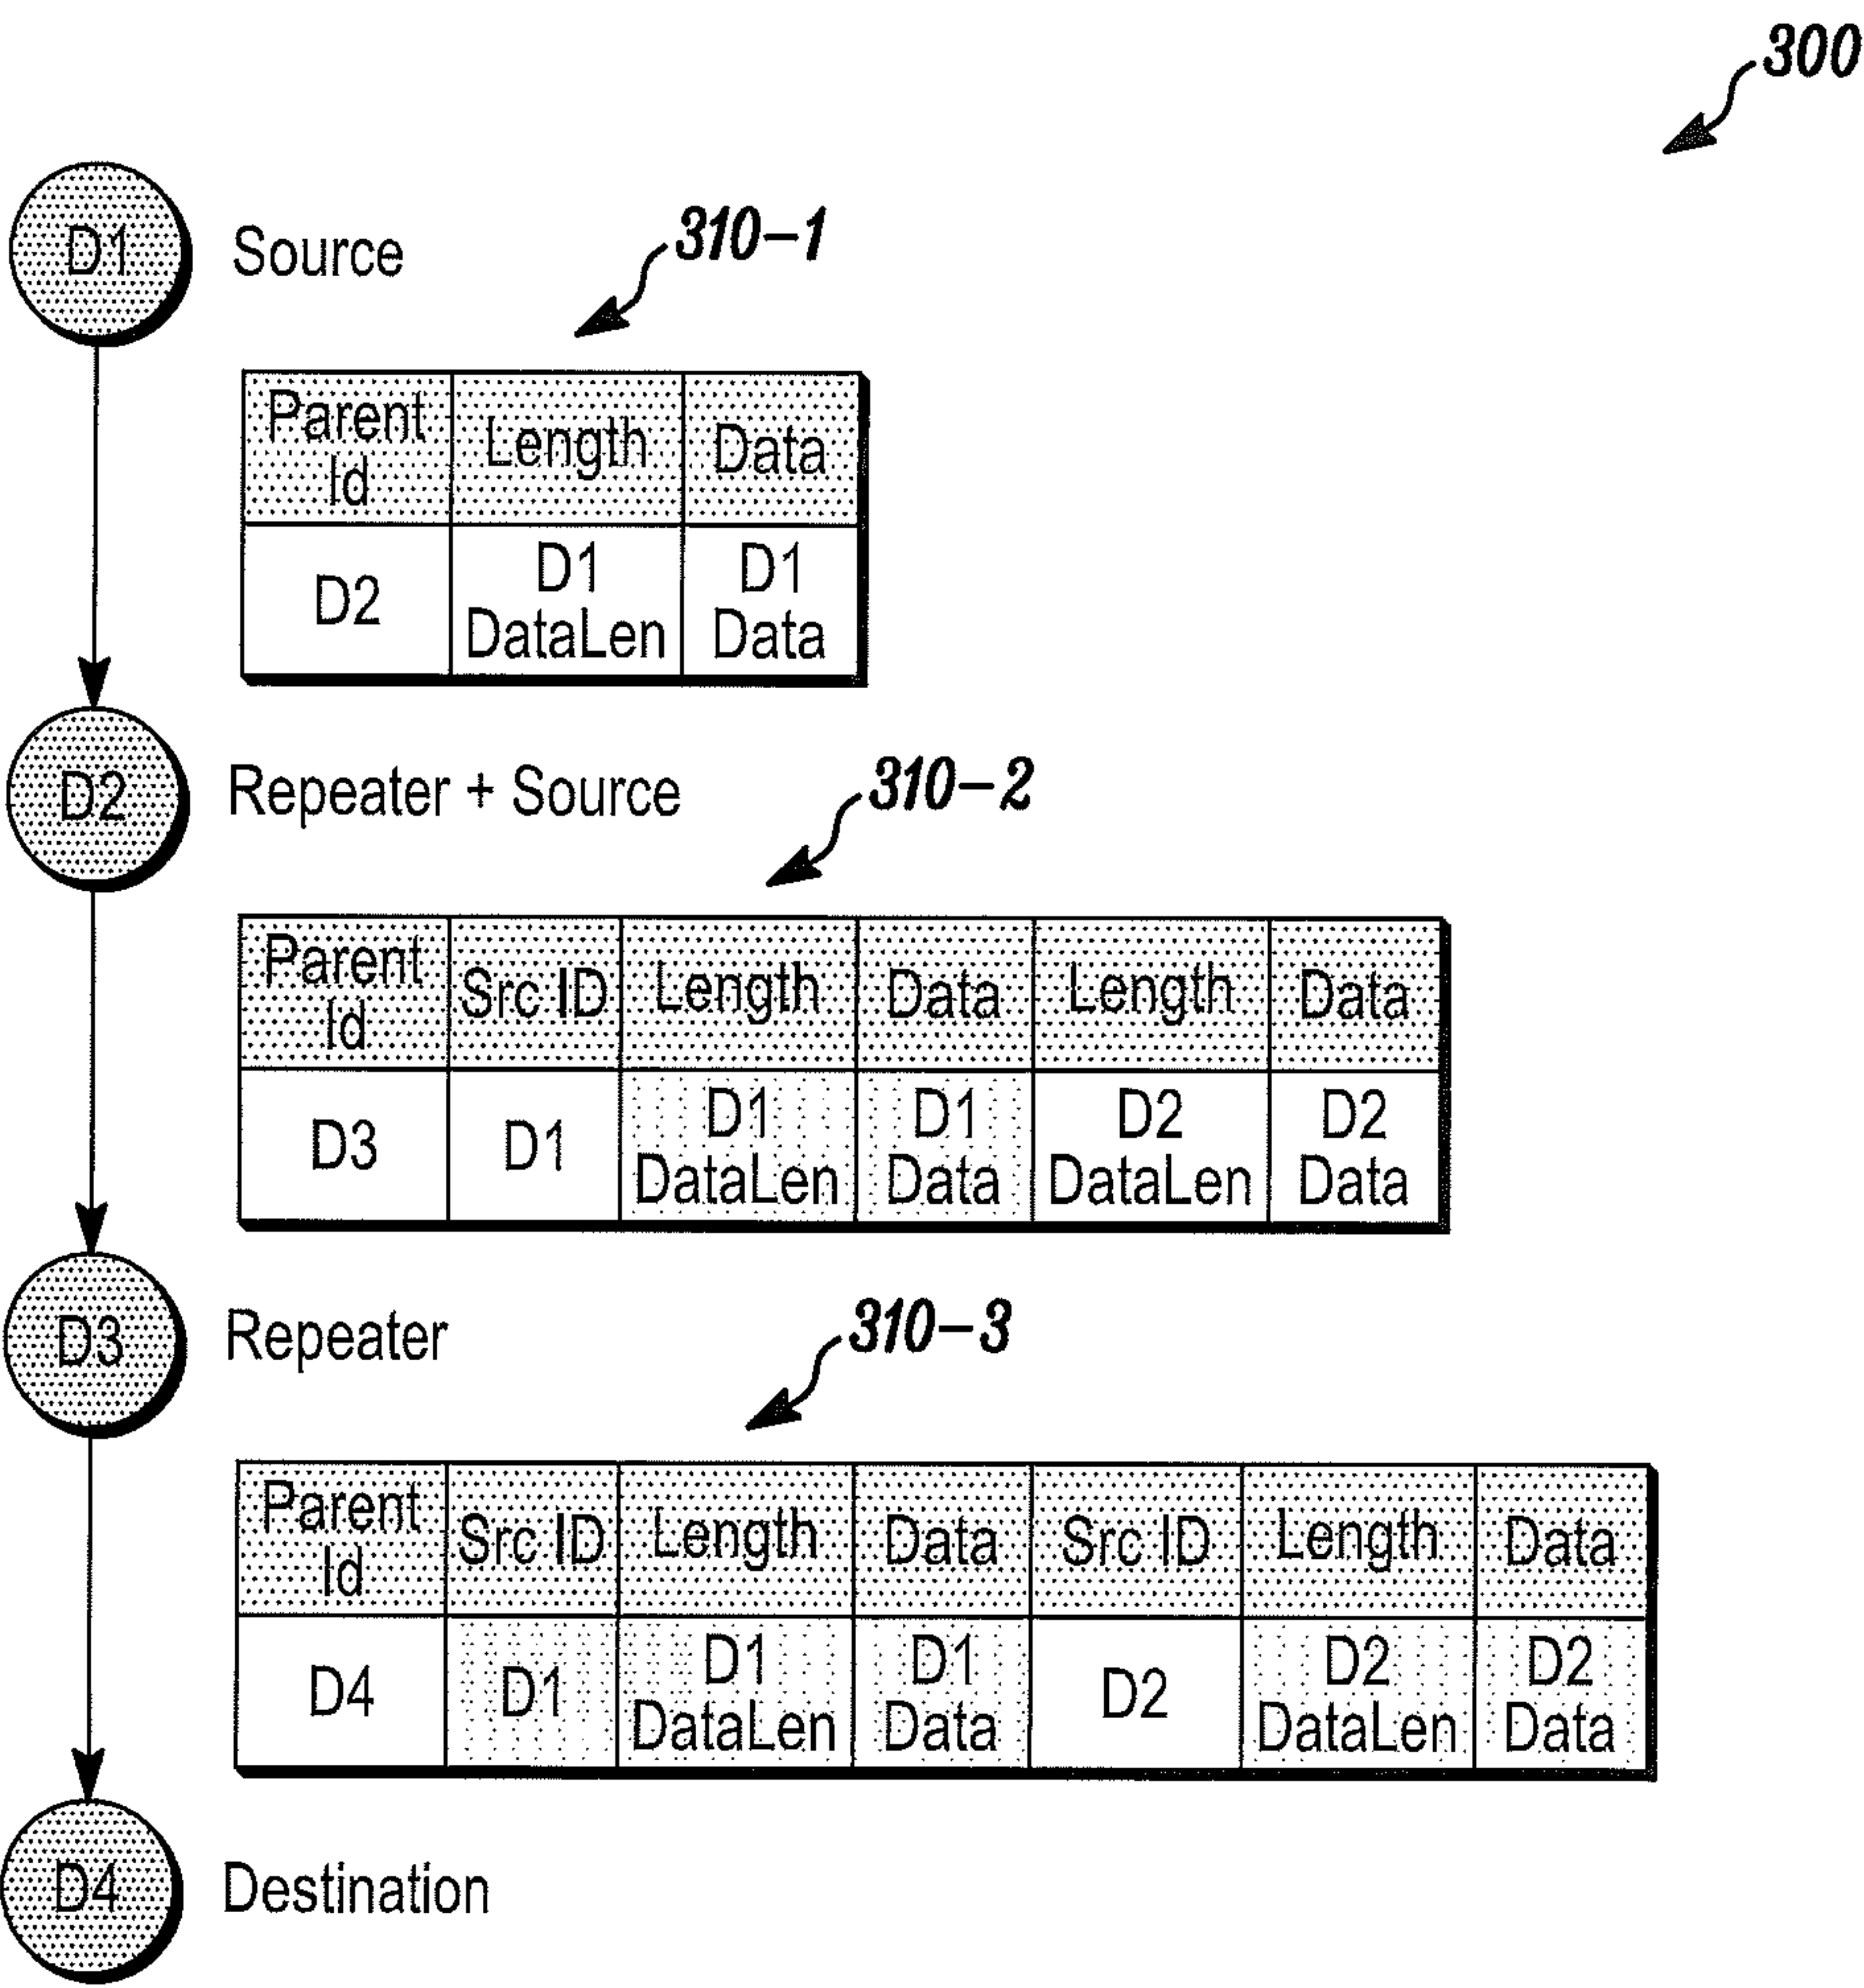 300
D1 Source
310-1
Parent Id Length Data
D2 D1 DataLen D1 Data
D2 Repeater + Source
310-2
Parent Id Src ID Length Data Length Data
D3 D1 D1 DataLen D1 Data D2 DataLen D2 Data
D3 Repeater
310-3
Parent Id Src ID Length Data Src ID Length Data
D4 D1 D1 DataLen D1 Data D2 D2 DataLen D2 Data
D4 Destination